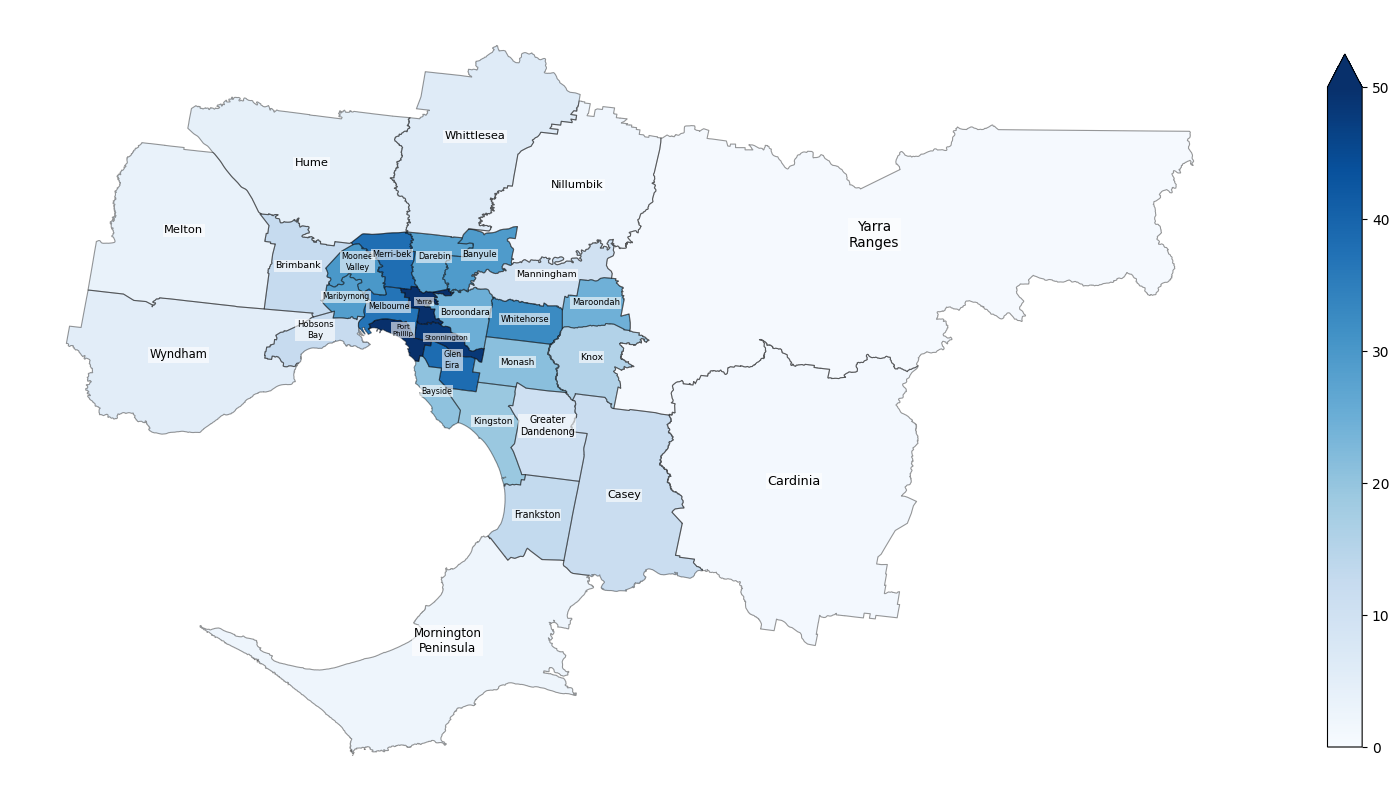 Whittlesea
Hume
Nillumbik
Melton
Yarra
Ranges
Brimbank
Moonee
Valley
Merri-bek
Darebin
Banyule
Manningham
Maribyrnong
Melbourne
Yarra
Boroondara
Maroondah
Whitehorse
Hobsons
Bay
Port
Phillip
Stonnington
Wyndham
Glen
Eira
Monash
Knox
Bayside
Kingston
Greater
Dandenong
Casey
Cardinia
Frankston
Mornington
Peninsula
50
40
30
20
10
0